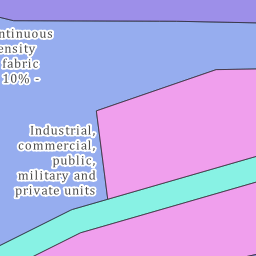 ntinuous
ensity
fabric
10% -
Industrial,
commercial,
public,
military and
private units